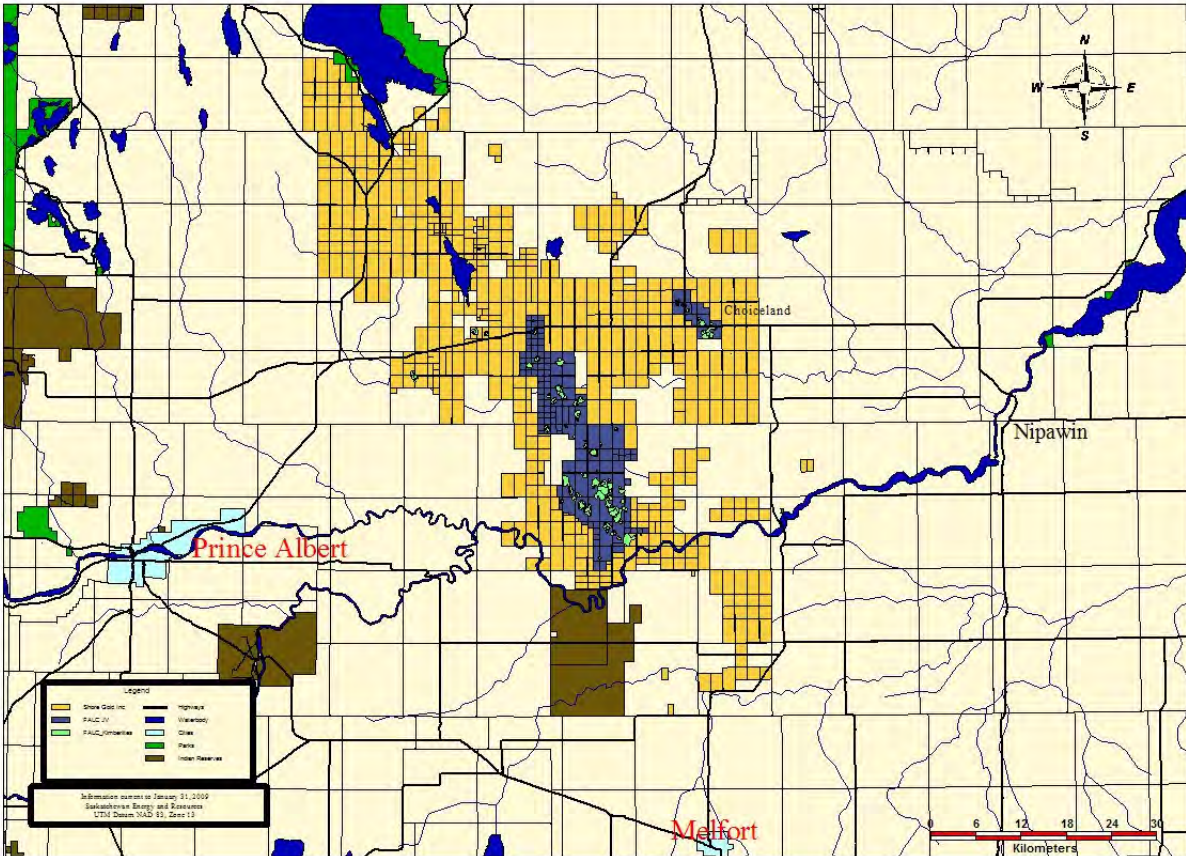 N
W E
S
Choiceland
Nipawin
Prince Albert
Legend
Shore Gold Inc Highways
FALC JV Waterbody
FALC_Kimberlites Cities
Parks
Indian Reserves
Information current to January 31, 2009
Saskatchewan Energy and Resources
UTM Datum NAD 83, Zone 13
Melfort
0 6 12 18 24 30
Kilometers